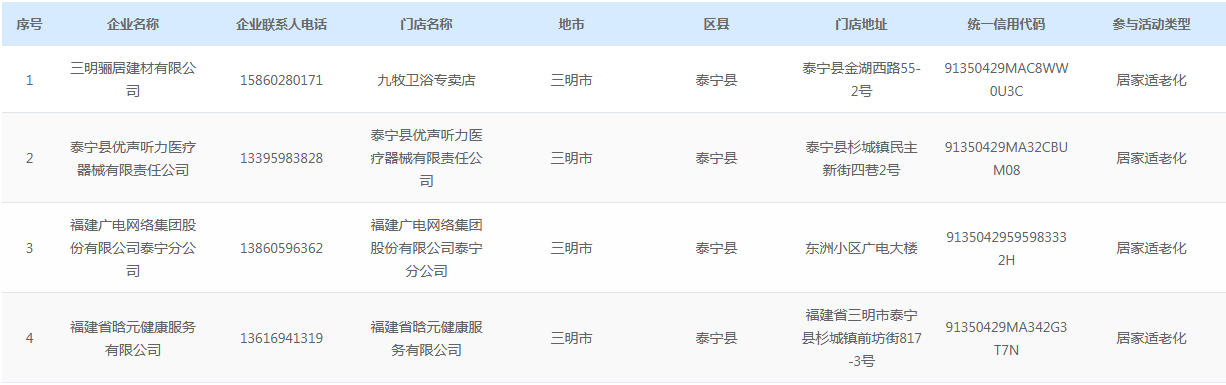 序号 企业名称 企业联系人电话 门店名称 地市 区县 门店地址 统一信用代码 参与活动类型
1 三明骊居建材有限公 15860280171 九牧卫浴专卖店 三明市 泰宁县 泰宁县金湖西路55- 91350429MAC8WW 居家适老化
司 2号 0U3C
2 泰宁县优声听力医疗 13395983828 泰宁县优声听力医 三明市 泰宁县 泰宁县杉城镇民主 91350429MA32CBU 居家适老化
器械有限责任公司 疗器械有限责任公 新街四巷2号 M08
司
3 福建广电网络集团股 13860596362 福建广电网络集团 三明市 泰宁县 东洲小区广电大楼 9135042959598333 居家适老化
份有限公司泰宁分公 股份有限公司泰宁 2H
司 分公司
4 福建省晗元健康服务 13616941319 福建省晗元健康服 三明市 泰宁县 福建省三明市泰宁 91350429MA342G3 居家适老化
有限公司 务有限公司 县杉城镇前坊街817 T7N
-3号